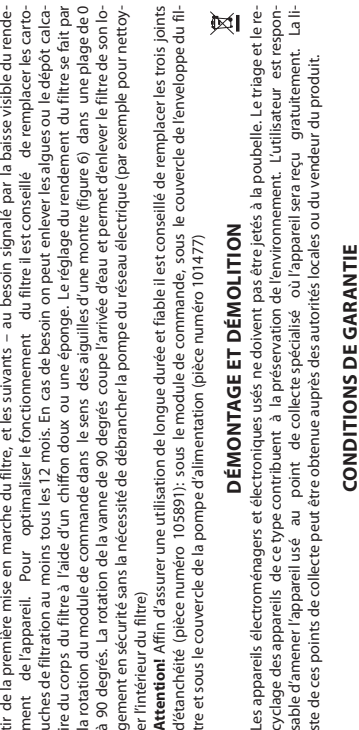 tir de la première mise en marche du filtre, et les suivants – au besoin signalé par la baisse visible du rende-
ment de l'appareil. Pour optimaliser le fonctionnement du filtre il est conseillé de remplacer les carto-
uches de filtration au moins tous les 12 mois. En cas de besoin on peut enlever les algues ou le dépôt calca-
ire du corps du filtre à l'aide d'un chiffon doux ou une éponge. Le réglage du rendement du filtre se fait par
la rotation du module de commande dans le sens des aiguilles d'une montre (figure 6) dans une plage de 0
à 90 degrés. La rotation de la vanne de 90 degrés coupe l'arrivée d'eau et permet d'enlever le filtre de son lo-
gement en sécurité sans la nécessité de débrancher la pompe du réseau électrique (par exemple pour nettoy-
er l'intérieur du filtre)
Attention! Affin d'assurer une utilisation de longue durée et fiable il est conseillé de remplacer les trois joints
d'étanchéité (pièce numéro 105891): sous le module de commande, sous le couvercle de l'enveloppe du fil-
tre et sous le couvercle de la pompe d'alimentation (pièce numéro 101477)
DÉMONTAGE ET DÉMOLITION
Les appareils électroménagers et électroniques usés ne doivent pas être jetés à la poubelle. Le triage et le re-
cyclage des appareils de ce type contribuent à la préservation de l'environnement. L'utilisateur est respon-
sable d'amener l'appareil usé au point de collecte spécialisé où l'appareil sera reçu gratuitement. La li-
ste de ces points de collecte peut être obtenue auprès des autorités locales ou du vendeur du produit.
CONDITIONS DE GARANTIE